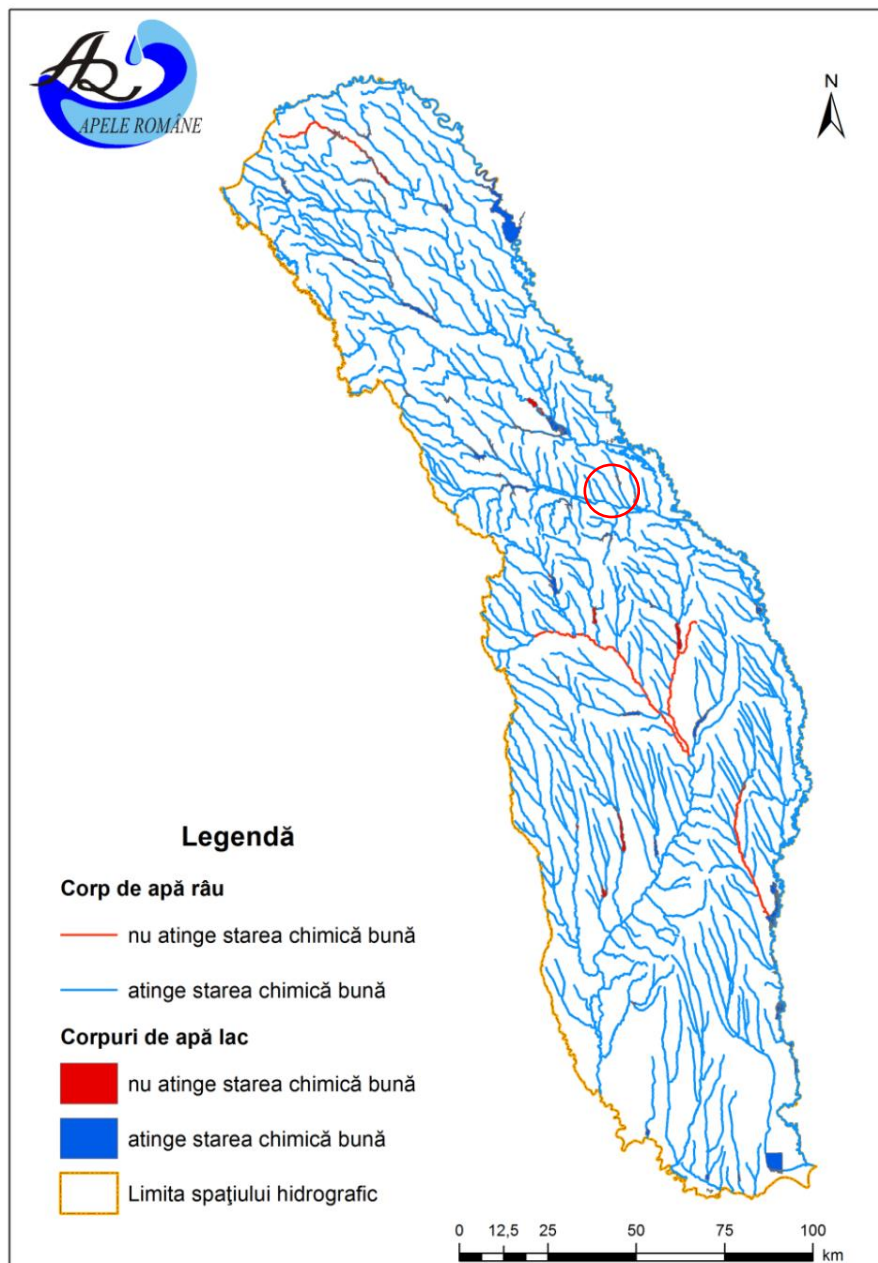 APELE ROMÂNE
N
Legendă
Corp de apă râu
nu atinge starea chimică bună
atinge starea chimică bună
Corpuri de apă lac
nu atinge starea chimică bună
atinge starea chimică bună
Limita spaţiului hidrografic
0 12,5 25 50 75 100
km